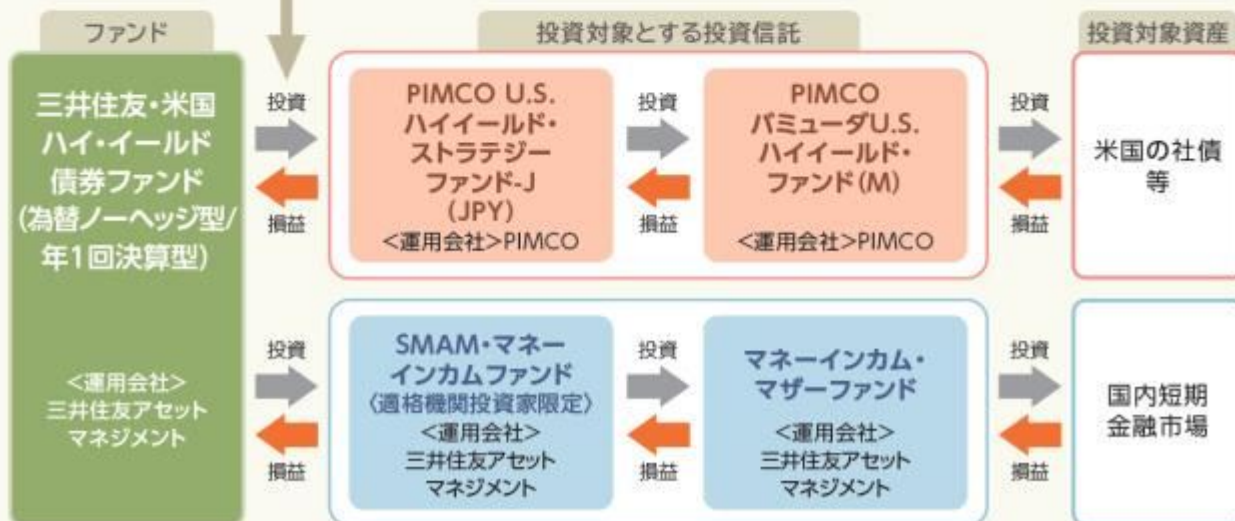 ファンド
投資対象とする投資信託
投資対象資産
三井住友・米国
ハイ・イールド
債券ファンド
(為替ノーヘッジ型/
年1回決算型)
<運用会社>
三井住友アセット
マネジメント
投資
損益
PIMCO U.S.
ハイイールド・
ストラテジー
ファンド-J
(JPY)
<運用会社>PIMCO
投資
損益
PIMCO
バミューダU.S.
ハイイールド・
ファンド(M)
<運用会社>PIMCO
投資
損益
米国の社債
等
投資
損益
SMAM・マネー
インカムファンド
〈適格機関投資家限定〉
<運用会社>
三井住友アセット
マネジメント
投資
損益
マネーインカム・
マザーファンド
<運用会社>
三井住友アセット
マネジメント
投資
損益
国内短期
金融市場